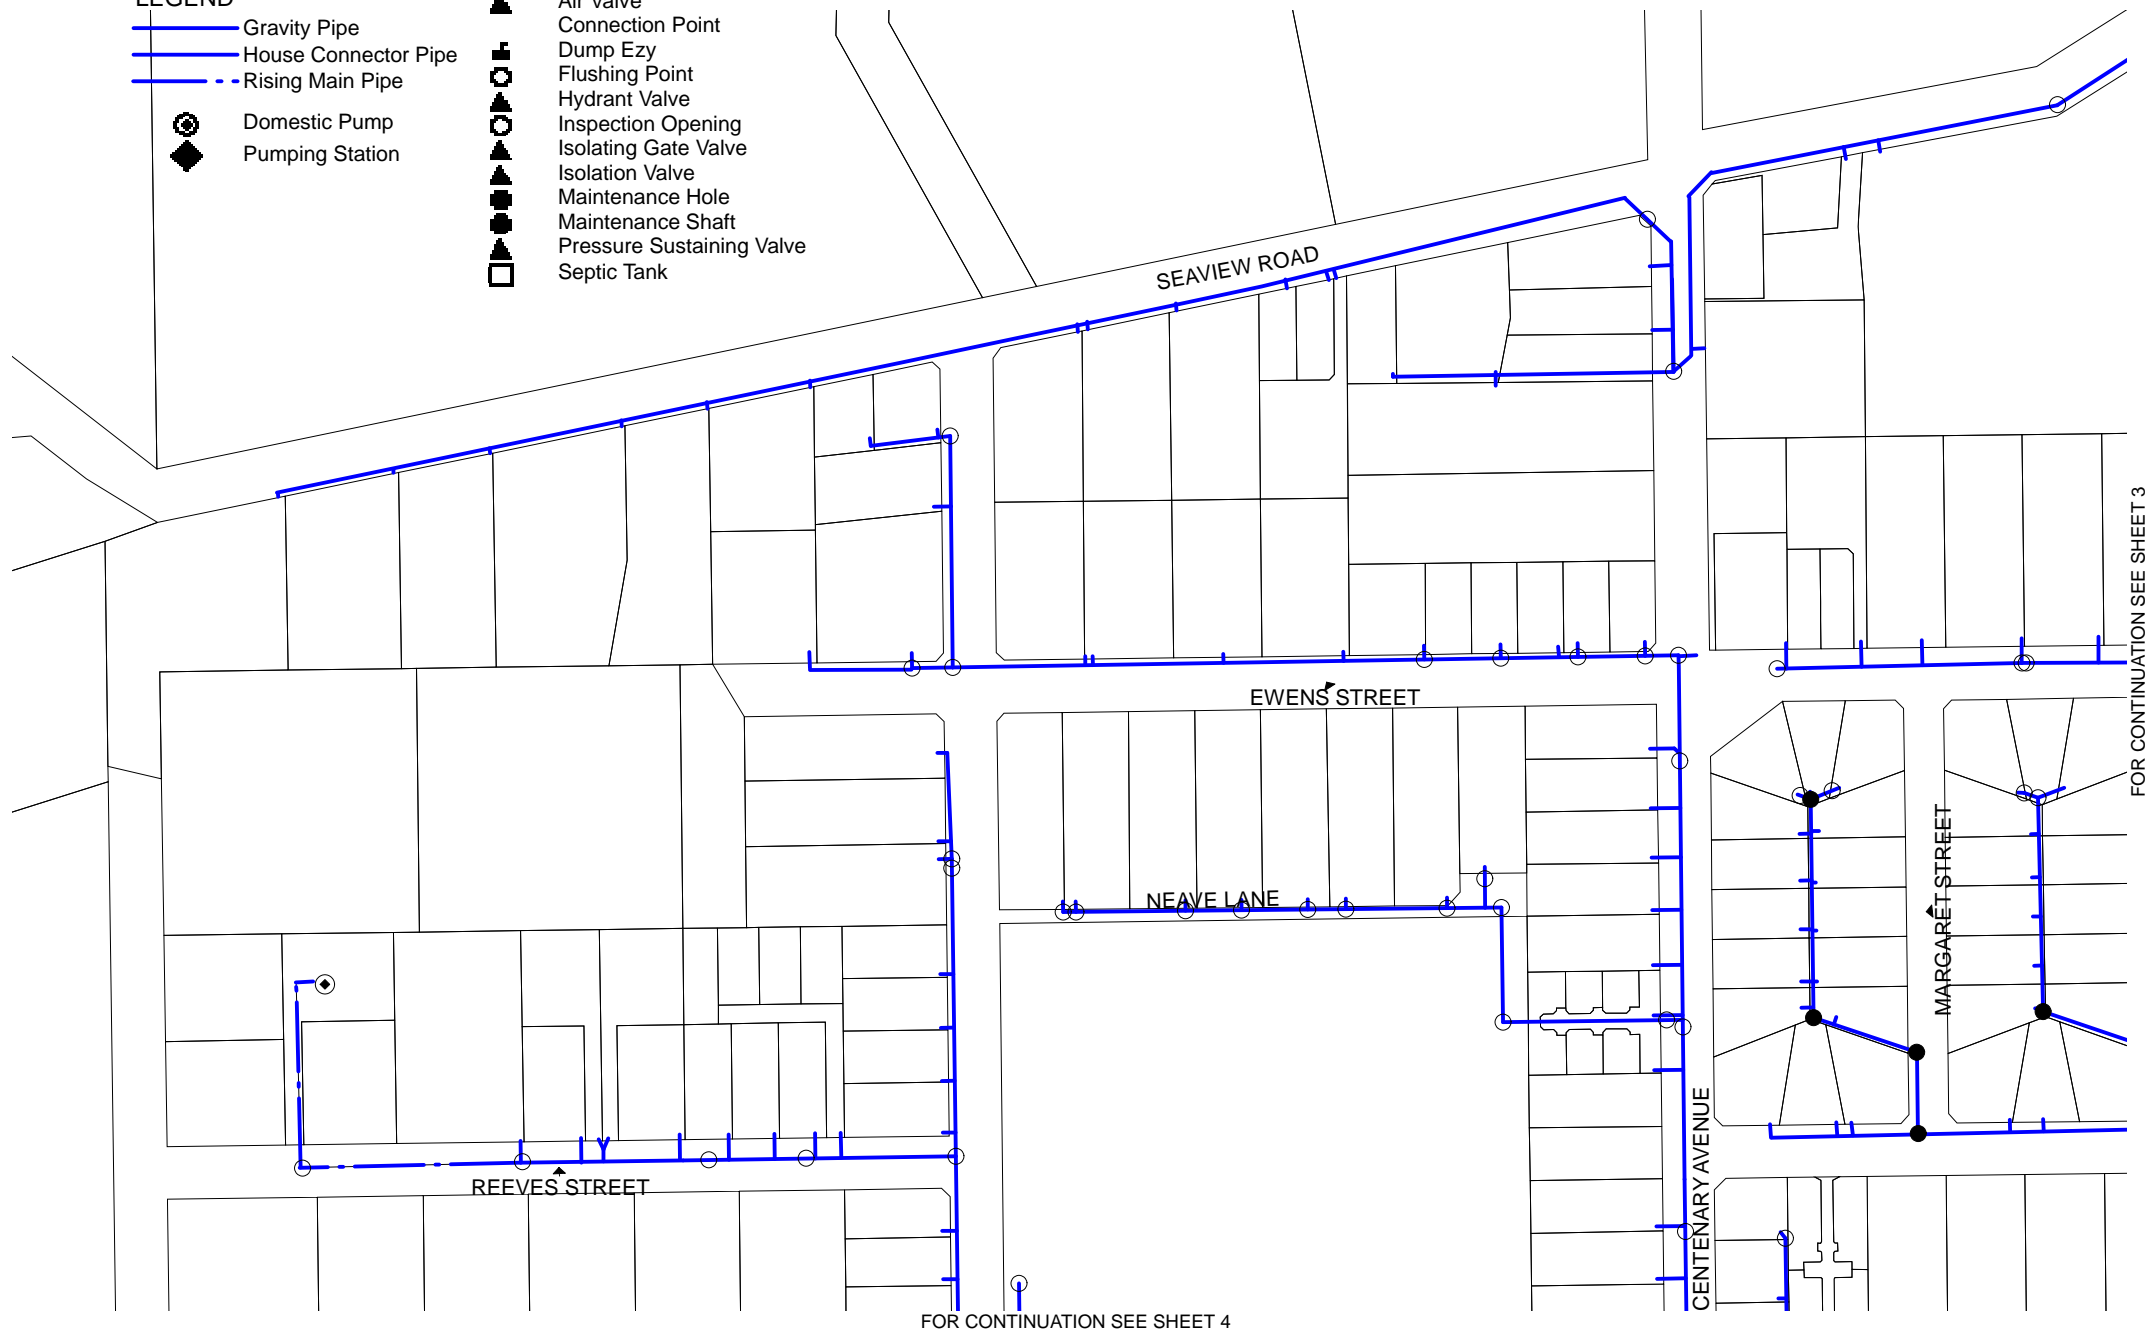 LEGEND
Gravity Pipe
House Connector Pipe
Rising Main Pipe
Domestic Pump
Pumping Station
Air Valve
Connection Point
Dump Ezy
Flushing Point
Hydrant Valve
Inspection Opening
Isolating Gate Valve
Isolation Valve
Maintenance Hole
Maintenance Shaft
Pressure Sustaining Valve
Septic Tank
SEAVIEW ROAD
EWENS STREET
NEAVE LANE
MARGARET STREET
REEVES STREET
CENTENARY AVENUE
FOR CONTINUATION SEE SHEET 3
FOR CONTINUATION SEE SHEET 4